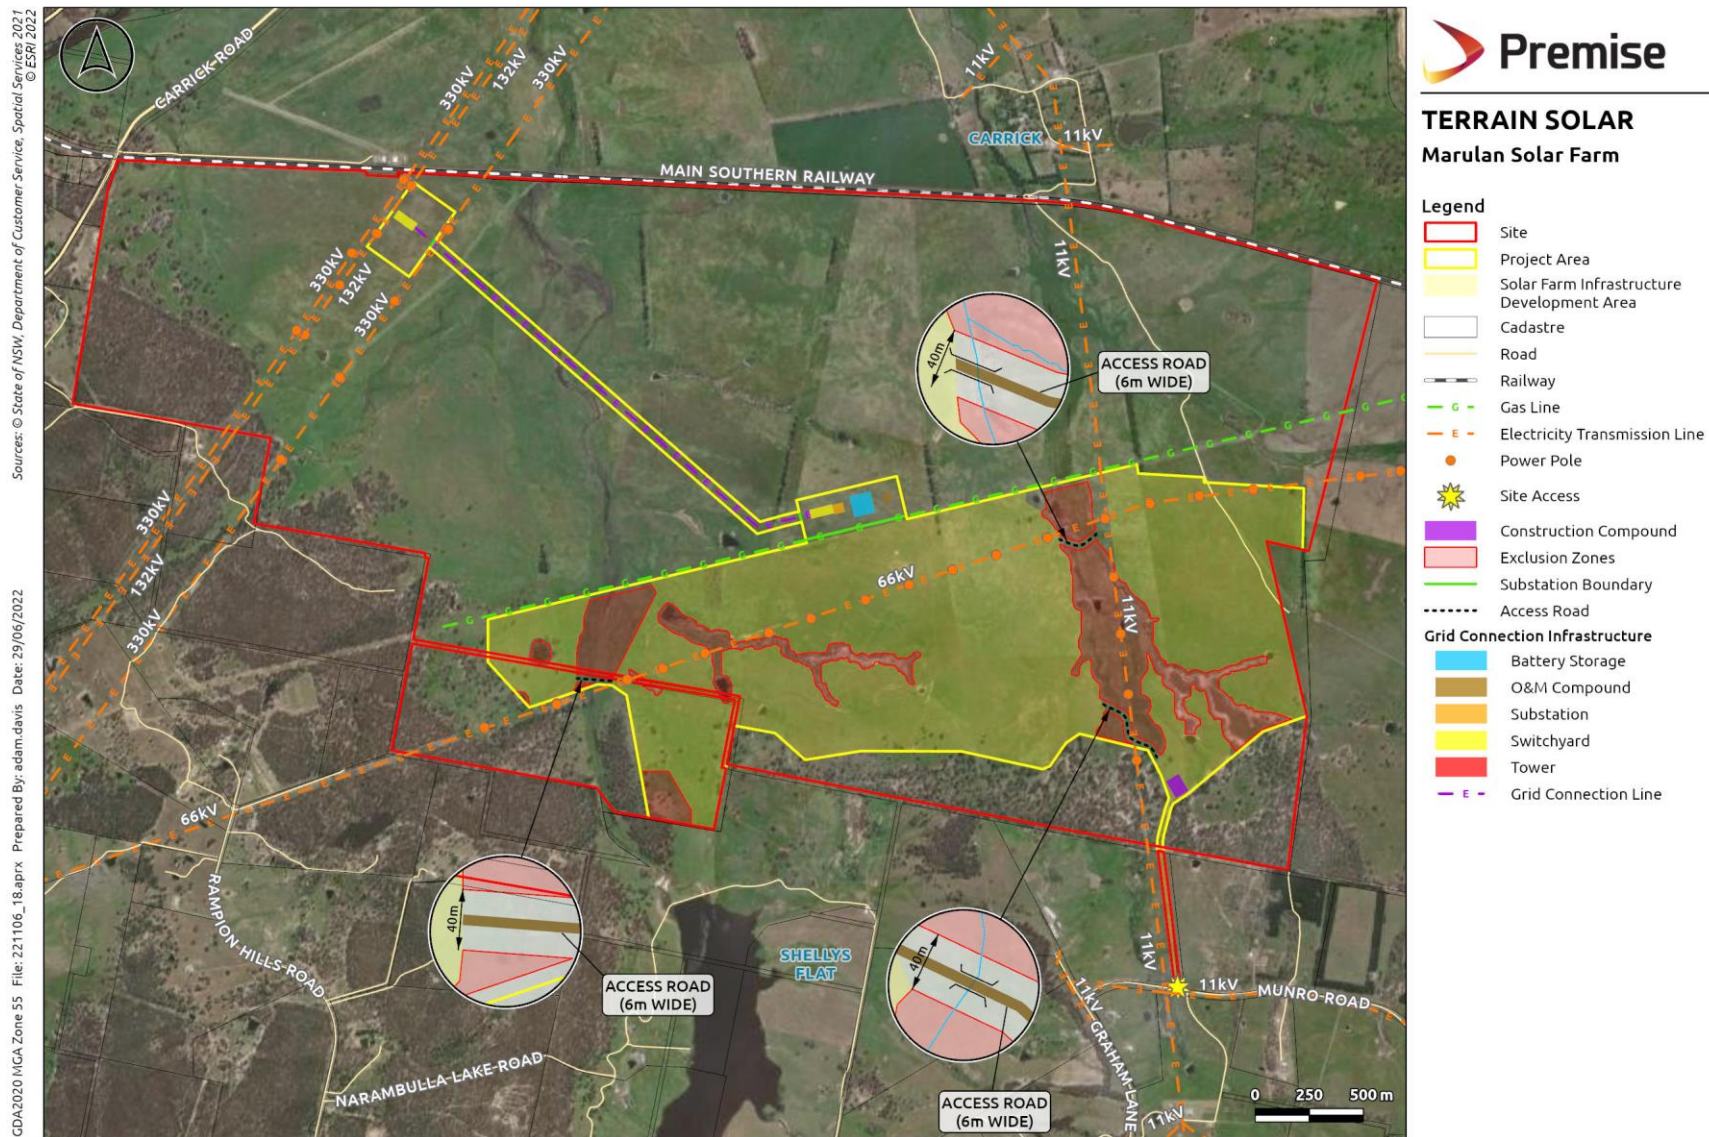 Sources: © State of NSW, Department of Customer Service, Spatial Services 2021
© ESRI 2022
GDA2020 MGA Zone 55 File: 221106_18.aprx Prepared By: adam.davis Date: 29/06/2022
CARRICK ROAD
330kV
132kV
330kV
11kV
CARRICK
11kV
MAIN SOUTHERN RAILWAY
330kV
132kV
330kV
11kV
40m
ACCESS ROAD
(6m WIDE)
330kV
132kV
330kV
66kV
11kV
66kV
RAMPION HILLS ROAD
40m
ACCESS ROAD
(6m WIDE)
SHELLYS
FLAT
40m
ACCESS ROAD
(6m WIDE)
11kV
11kV
11kV
MUNRO ROAD
GRAHAM LANE
NARAMBULLA LAKE ROAD
11kV
0 250 500 m
Premise
TERRAIN SOLAR
Marulan Solar Farm
Legend
Site
Project Area
Solar Farm Infrastructure
Development Area
Cadastre
Road
Railway
G Gas Line
E Electricity Transmission Line
Power Pole
Site Access
Construction Compound
Exclusion Zones
Substation Boundary
Access Road
Grid Connection Infrastructure
Battery Storage
O&M Compound
Substation
Switchyard
Tower
E Grid Connection Line